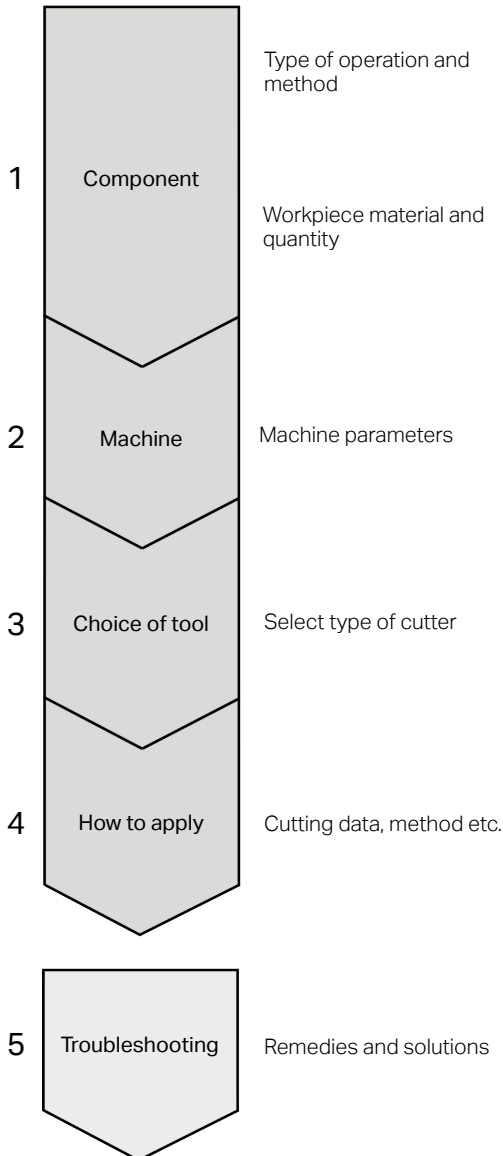 Type of operation and
method
1
Component
Workpiece material and
quantity
2
Machine
Machine parameters
3
Choice of tool
Select type of cutter
4
How to apply
Cutting data, method etc.
5
Troubleshooting
Remedies and solutions